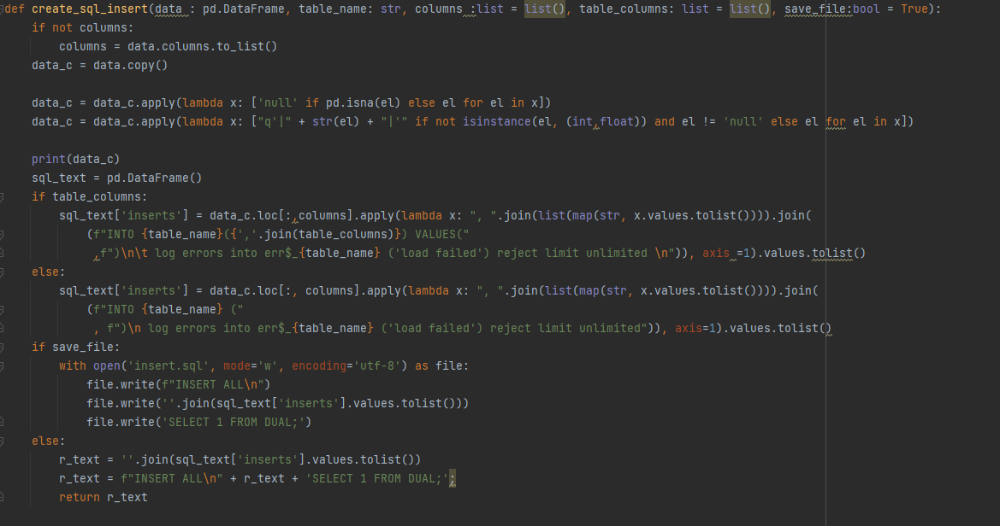 def create_sql_insert(data : pd.DataFrame, table_name: str, columns :list = list(), table_columns: list = list(), save_file:bool = True):
    if not columns:
        columns = data.columns.to_list()
    data_c = data.copy()

    data_c = data_c.apply(lambda x: ['null' if pd.isna(el) else el for el in x])
    data_c = data_c.apply(lambda x: ["q'|" + str(el) + "|'" if not isinstance(el, (int,float)) and el != 'null' else el for el in x])

    print(data_c)
    sql_text = pd.DataFrame()
    if table_columns:
        sql_text['inserts'] = data_c.loc[:,columns].apply(lambda x: ", ".join(list(map(str, x.values.tolist()))).join(
            (f"INTO {table_name}({','.join(table_columns)}) VALUES("
             ,f")\n\t log errors into err$_{table_name} ('load failed') reject limit unlimited \n")), axis =1).values.tolist()
    else:
        sql_text['inserts'] = data_c.loc[:, columns].apply(lambda x: ", ".join(list(map(str, x.values.tolist()))).join(
            (f"INTO {table_name} ("
             , f")\n log errors into err$_{table_name} ('load failed') reject limit unlimited")), axis=1).values.tolist()
    if save_file:
        with open('insert.sql', mode='w', encoding='utf-8') as file:
            file.write(f"INSERT ALL\n")
            file.write(''.join(sql_text['inserts'].values.tolist()))
            file.write('SELECT 1 FROM DUAL;')
    else:
        r_text = ''.join(sql_text['inserts'].values.tolist())
        r_text = f"INSERT ALL\n" + r_text + 'SELECT 1 FROM DUAL;';
        return r_text